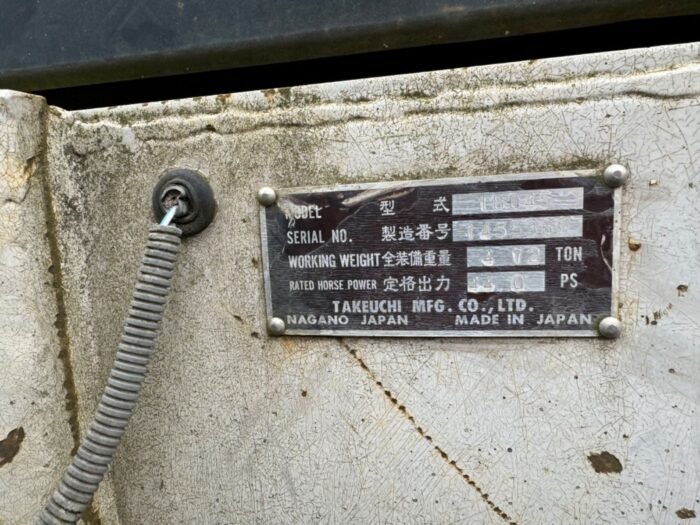 MODEL 型式
SERIAL NO. 製造番号
WORKING WEIGHT 全装備重量 TON
RATED HORSE POWER 定格出力 PS
TAKEUCHI MFG. CO., LTD.
NAGANO JAPAN MADE IN JAPAN